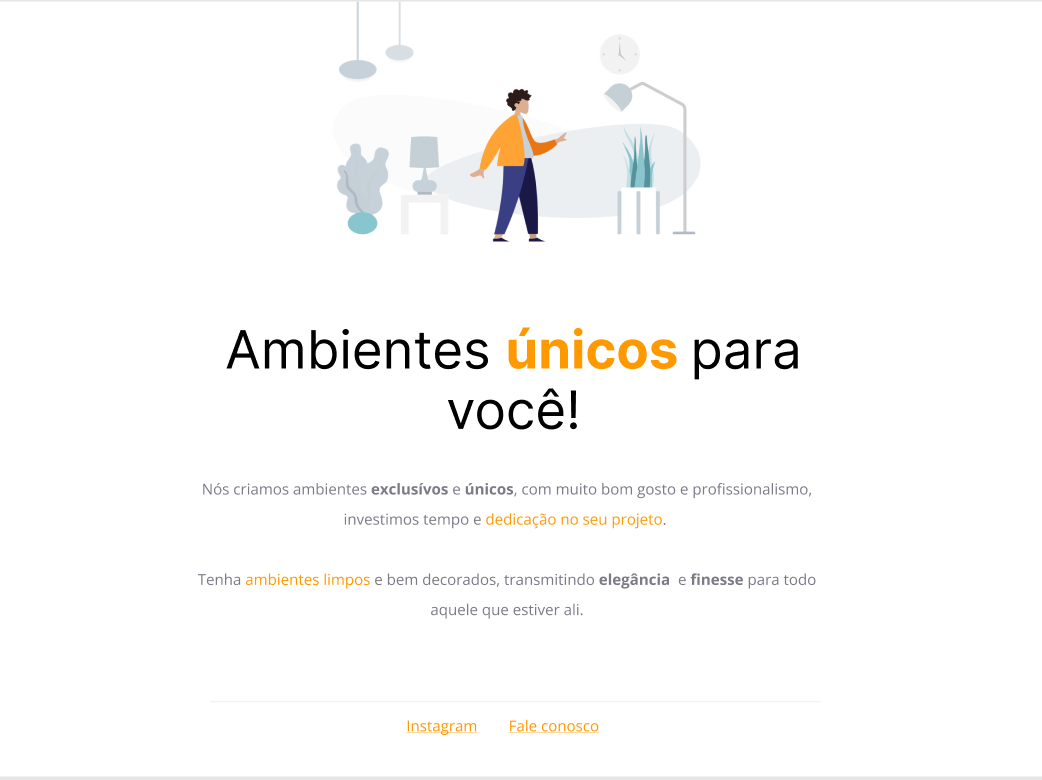 Ambientes únicos para
você!
Nós criamos ambientes exclusívos e únicos, com muito bom gosto e profissionalismo,
investimos tempo e dedicação no seu projeto.
Tenha ambientes limpos e bem decorados, transmitindo elegância  e finesse para todo
aquele que estiver ali.
Instagram Fale conosco